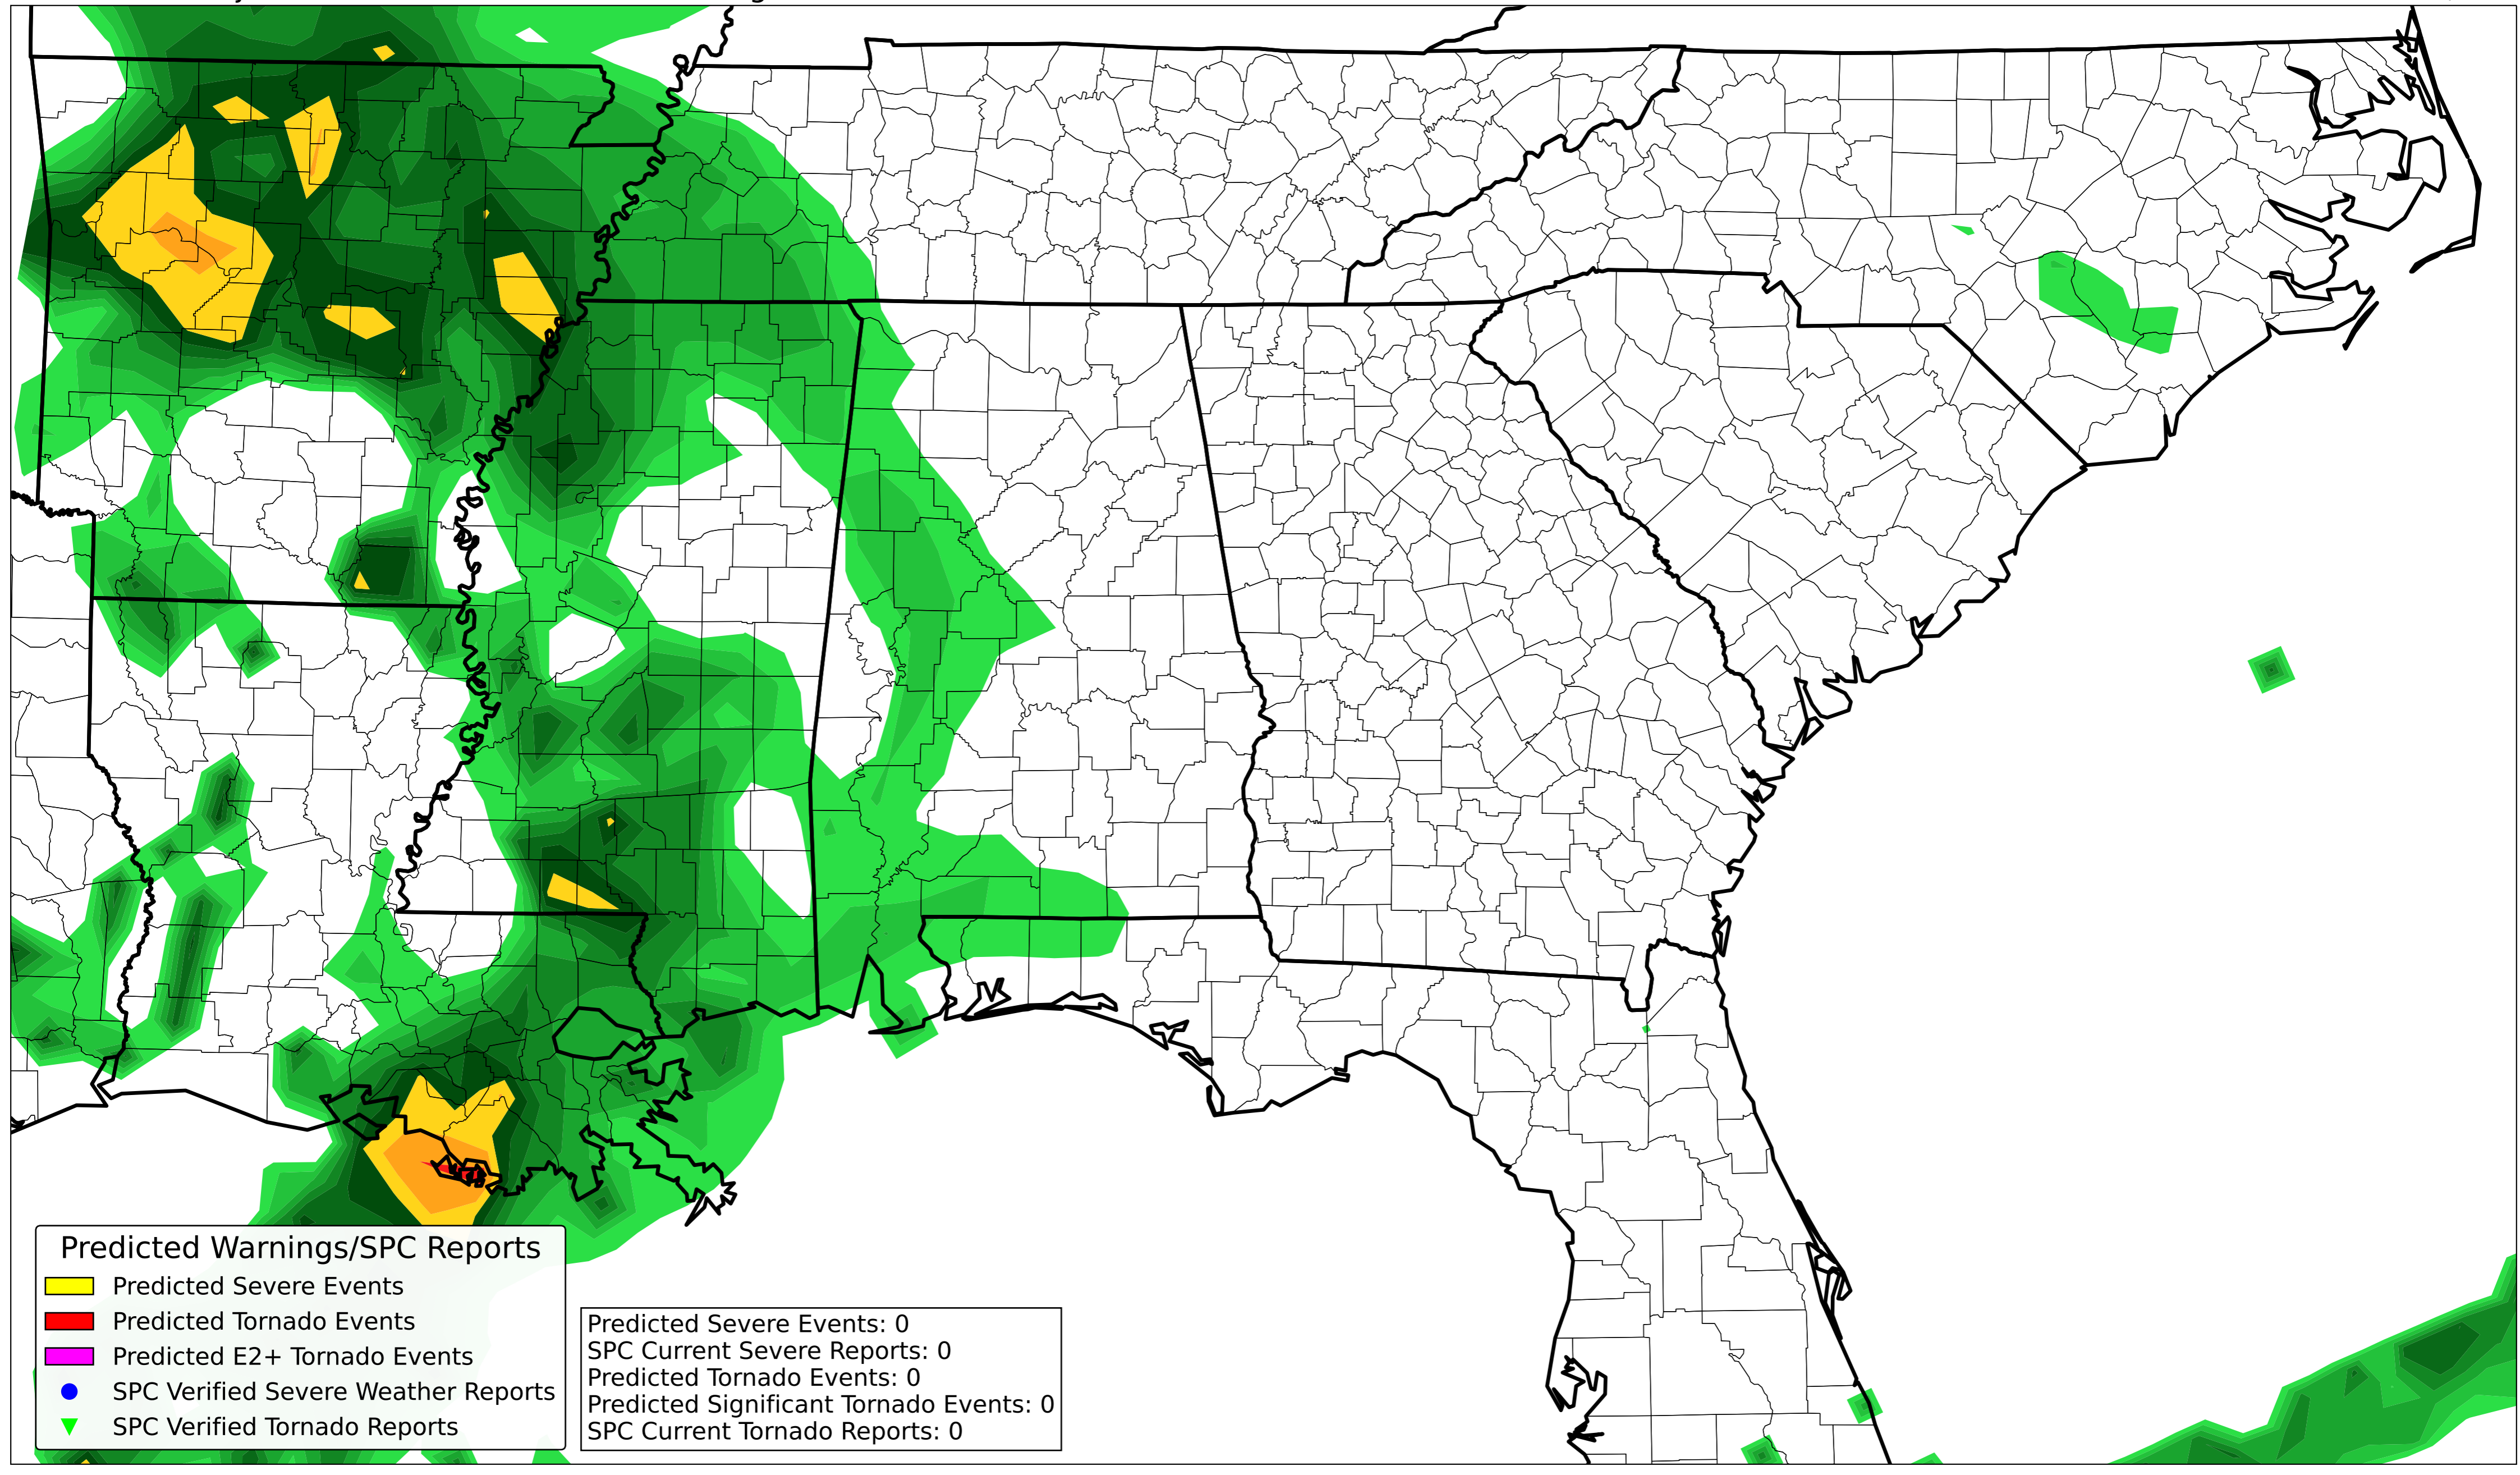 Predicted Warnings/SPC Reports
Predicted Severe Events
Predicted Tornado Events
Predicted E2+ Tornado Events
SPC Verified Severe Weather Reports
SPC Verified Tornado Reports
Predicted Severe Events: 0
SPC Current Severe Reports: 0
Predicted Tornado Events: 0
Predicted Significant Tornado Events: 0
SPC Current Tornado Reports: 0